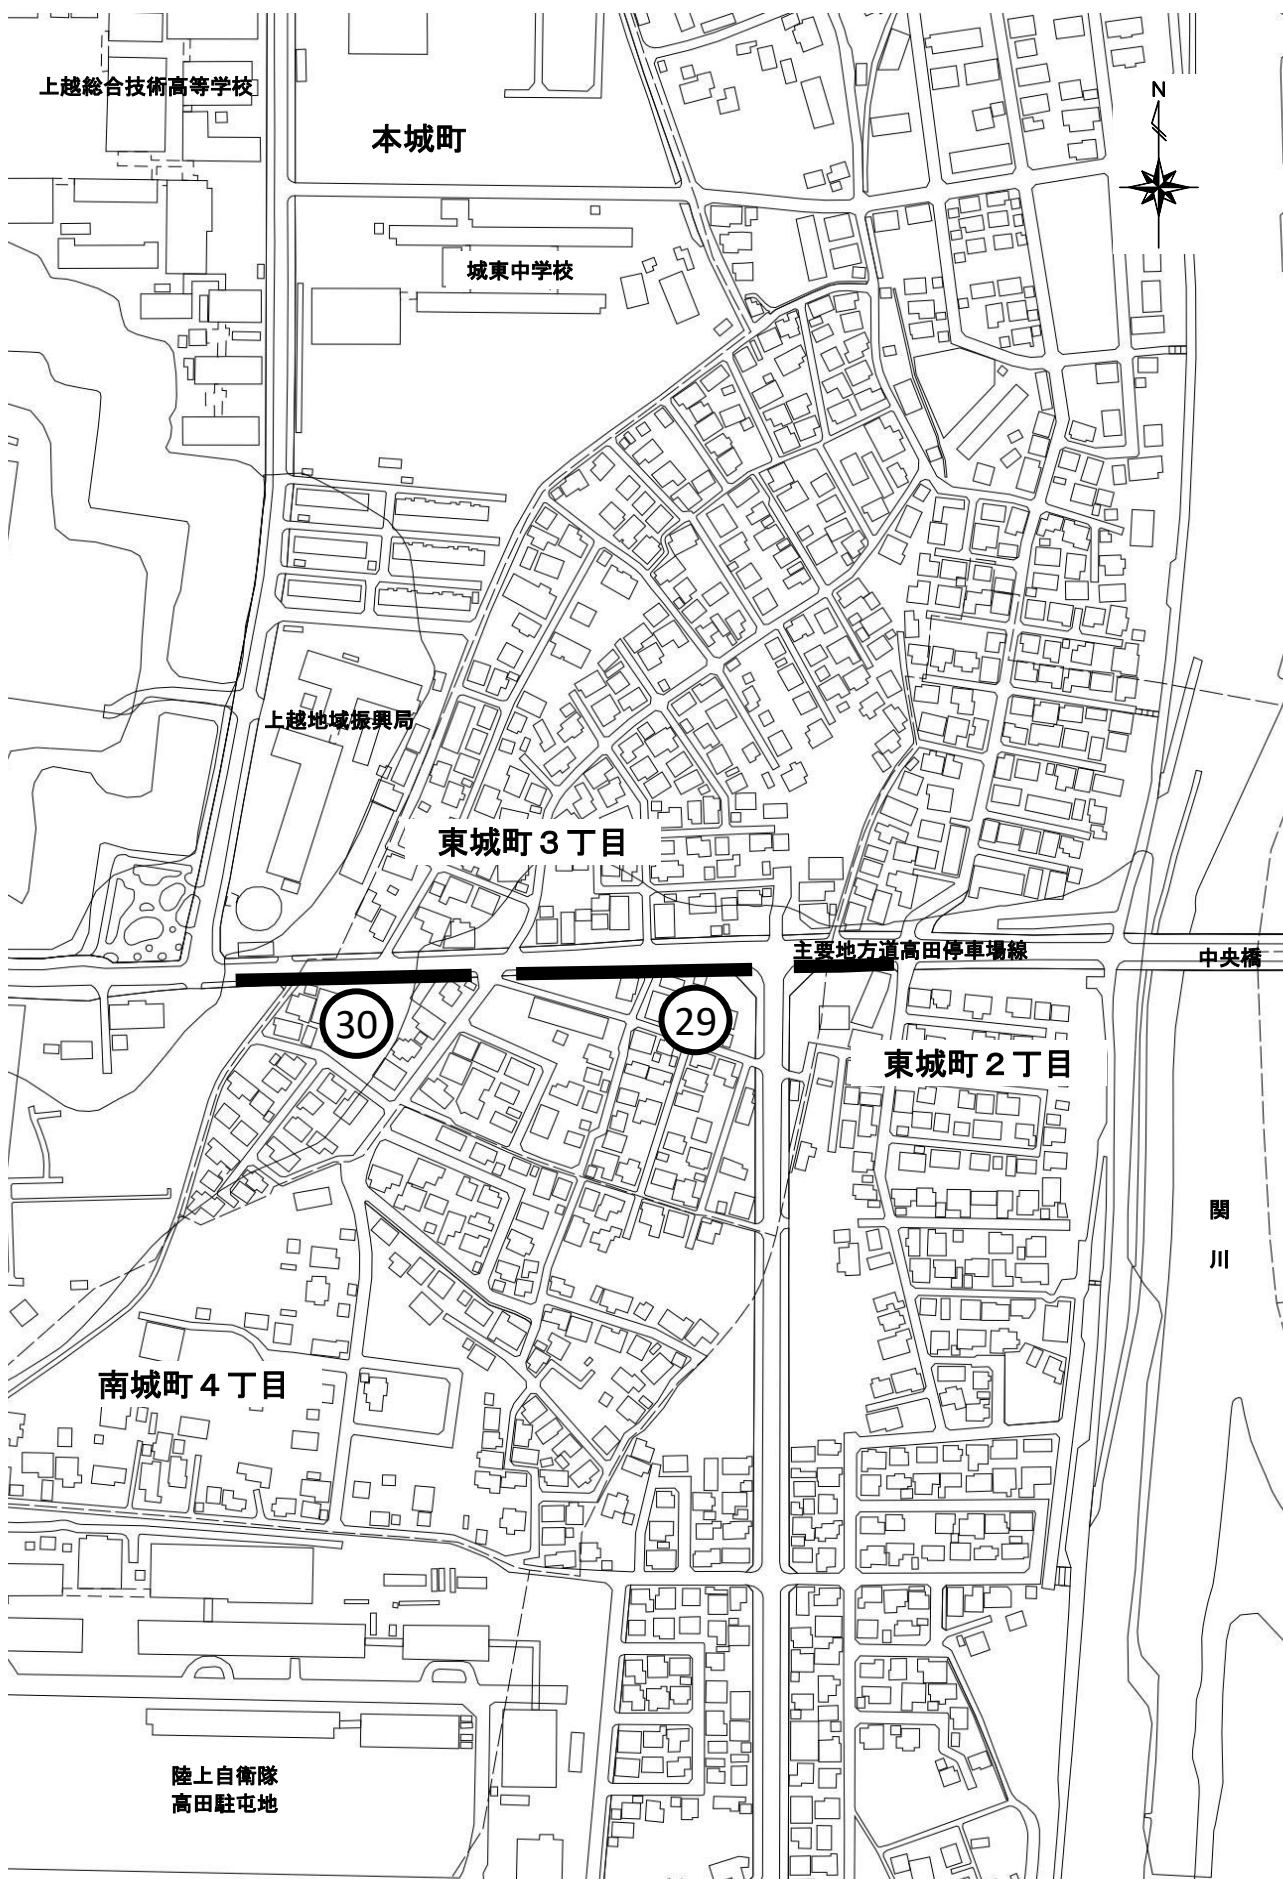 上越総合技術高等学校
N
本城町
城東中学校
上越地域振興局
東城町３丁目
主要地方道高田停車場線
中央橋
30
29
東城町２丁目
関
川
南城町４丁目
陸上自衛隊
高田駐屯地